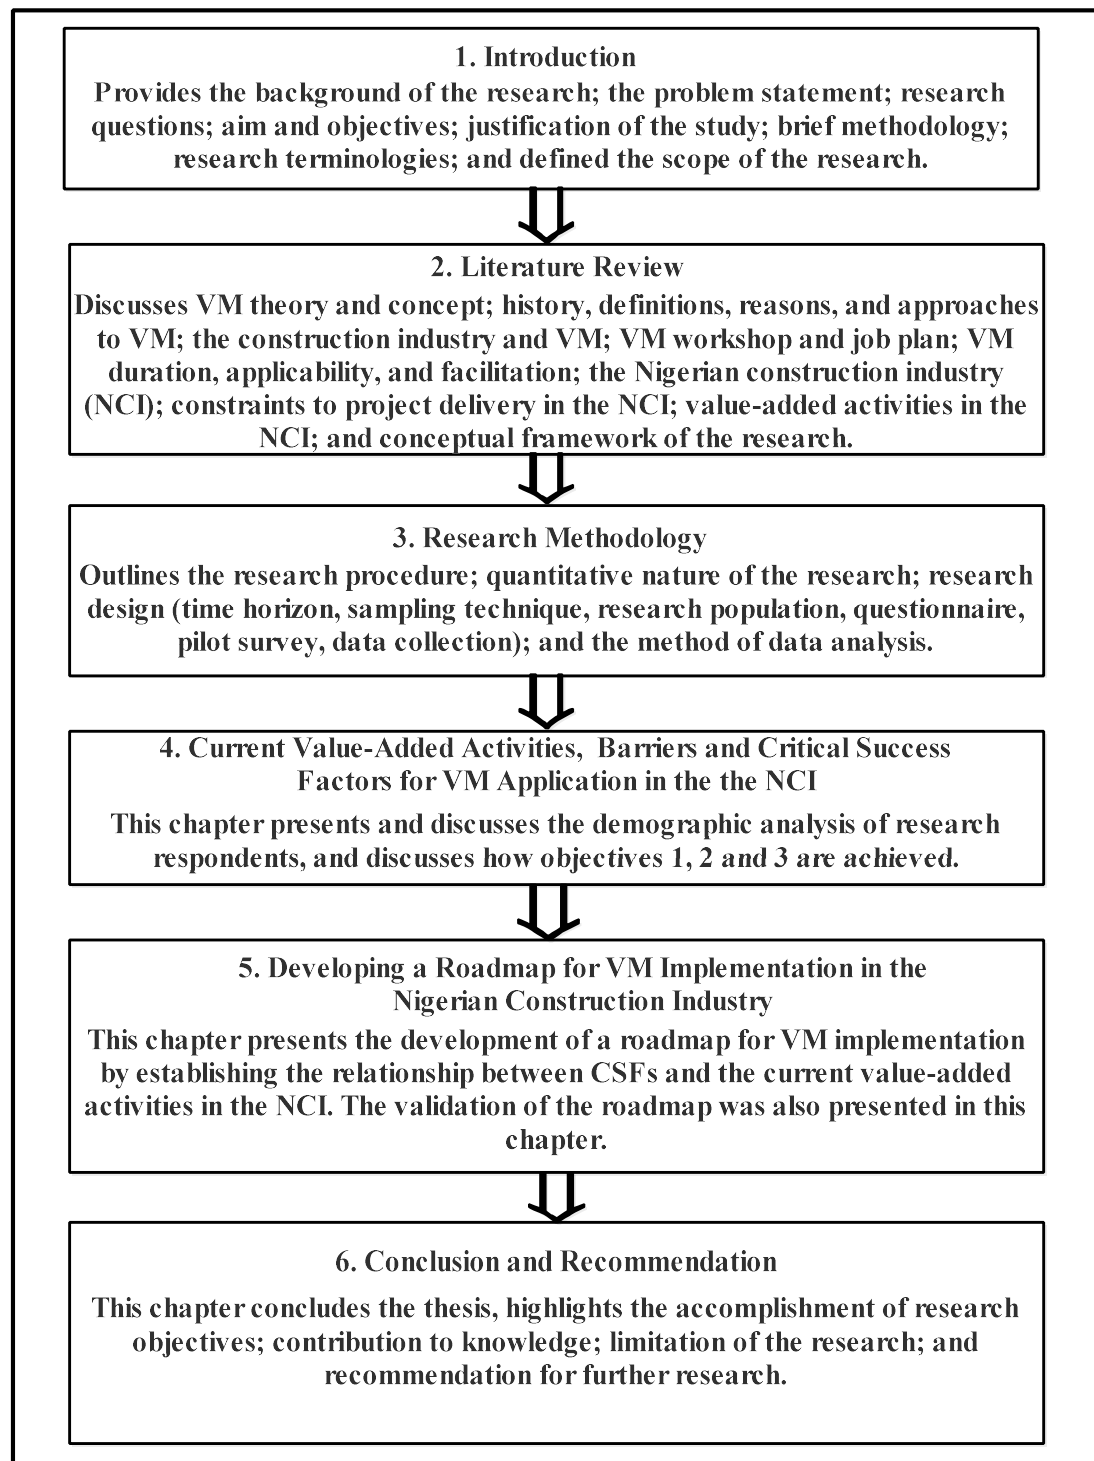 1. Introduction
Provides the background of the research; the problem statement; research
questions; aim and objectives; justification of the study; brief methodology;
research terminologies; and defined the scope of the research.
2. Literature Review
Discusses VM theory and concept; history, definitions, reasons, and approaches
to VM; the construction industry and VM; VM workshop and job plan; VM
duration, applicability, and facilitation; the Nigerian construction industry
(NCI); constraints to project delivery in the NCI; value-added activities in the
NCI; and conceptual framework of the research.
3. Research Methodology
Outlines the research procedure; quantitative nature of the research; research
design (time horizon, sampling technique, research population, questionnaire,
pilot survey, data collection); and the method of data analysis.
4. Current Value-Added Activities, Barriers and Critical Success
Factors for VM Application in the the NCI
This chapter presents and discusses the demographic analysis of research
respondents, and discusses how objectives 1, 2 and 3 are achieved.
5. Developing a Roadmap for VM Implementation in the
Nigerian Construction Industry
This chapter presents the development of a roadmap for VM implementation
by establishing the relationship between CSFs and the current value-added
activities in the NCI. The validation of the roadmap was also presented in this
chapter.
6. Conclusion and Recommendation
This chapter concludes the thesis, highlights the accomplishment of research
objectives; contribution to knowledge; limitation of the research; and
recommendation for further research.